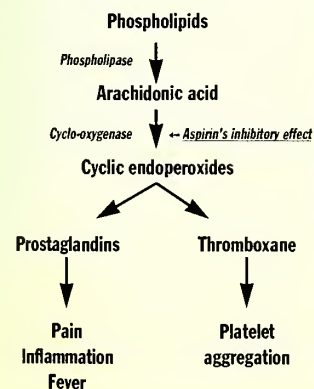 Phospholipids
Phospholipase
Arachidonic acid
Cyclo-oxygenase ← Aspirin's inhibitory effect
Cyclic endoperoxides
Prostaglandins Thromboxane
Pain Platelet
Inflammation aggregation
Fever